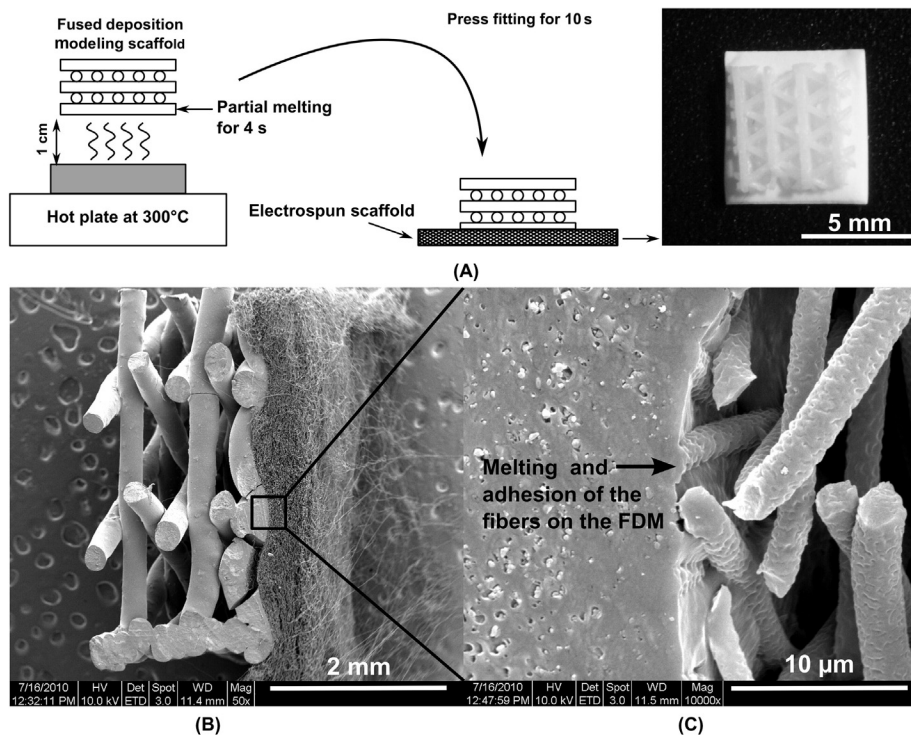 Fused deposition
modeling scaffold
Partial melting
for 4 s
1 cm
Hot plate at 300°C
Press fitting for 10 s
Electrospun scaffold
5 mm
(A)
Melting and
adhesion of the
fibers on the FDM
2 mm
10 µm
7/16/2010 HV Det Spot WD Mag
12:32:11 PM 10.0 kV ETD 3.0 11.4 mm 50x
7/16/2010 HV Det Spot WD Mag
12:47:59 PM 10.0 kV ETD 3.0 11.5 mm 10000x
(B)
(C)